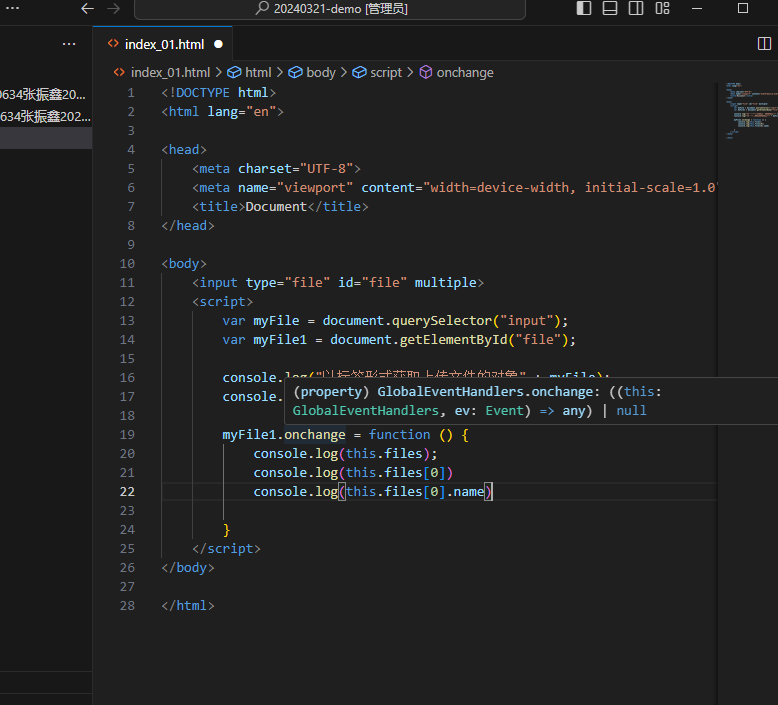 20240321-demo [管理员]
index_01.html
index_01.html > html > body > script > onchange
0634张振鑫20...
634张振鑫202...
1 <!DOCTYPE html>
2 <html lang="en">
3
4 <head>
5 <meta charset="UTF-8">
6 <meta name="viewport" content="width=device-width, initial-scale=1.0
7 <title>Document</title>
8 </head>
9
10 <body>
11 <input type="file" id="file" multiple>
12 <script>
13 var myFile = document.querySelector("input");
14 var myFile1 = document.getElementById("file");
15
16 console.log("以标签形式获取上传文件的对象" + myFile);
17 console.
(property) GlobalEventHandlers.onchange: ((this:
GlobalEventHandlers, ev: Event) => any) | null
18
19 myFile1.onchange = function () {
20 console.log(this.files);
21 console.log(this.files[0])
22 console.log(this.files[0].name)
23
24 }
25 </script>
26 </body>
27
28 </html>